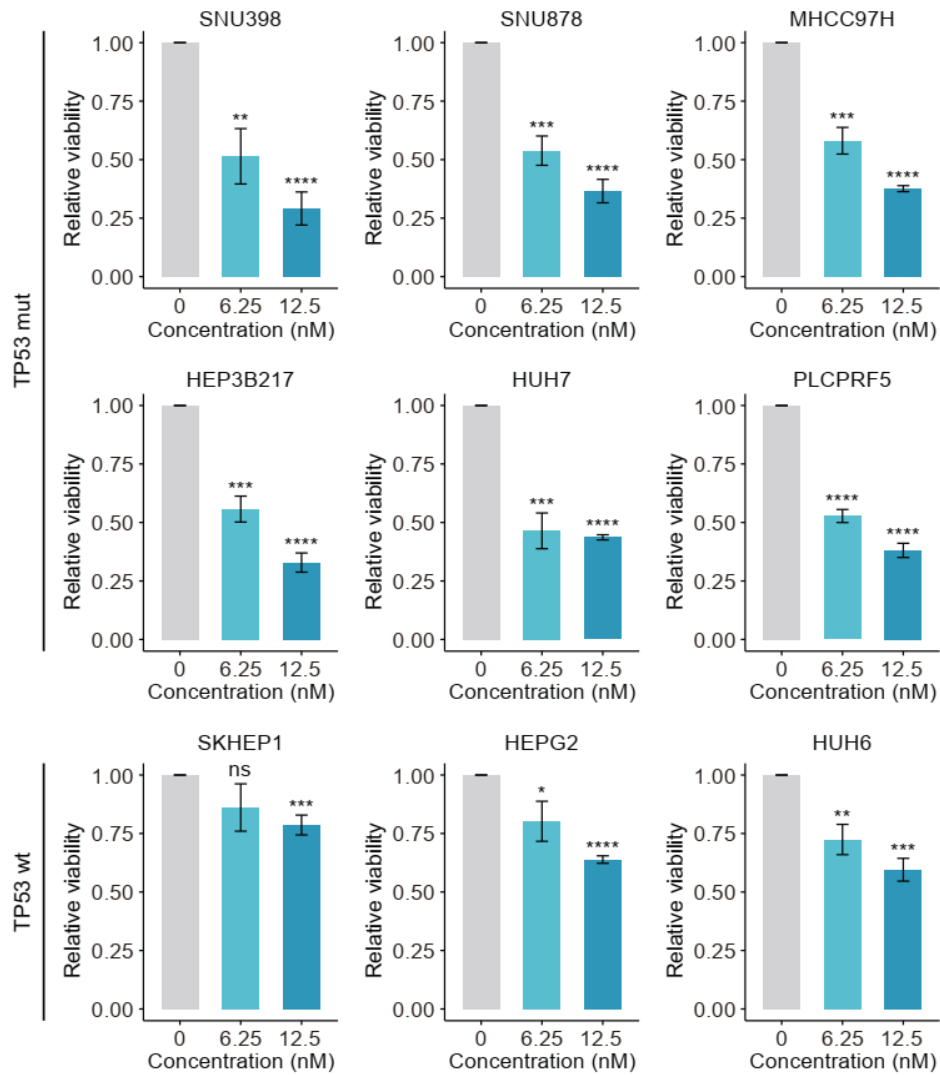 SNU398 SNU878 MHCC97H
1.00 1.00 1.00
0.75 0.75 0.75
** *** ***
0.50 0.50 0.50
**** **** ****
0.25 0.25 0.25
0.00 0.00 0.00
Relative viability Relative viability Relative viability
0 6.25 12.5 0 6.25 12.5 0 6.25 12.5
Concentration (nM) Concentration (nM) Concentration (nM)
TP53 mut
HEP3B217 HUH7 PLCPRF5
1.00 1.00 1.00
0.75 0.75 0.75
*** *** **** ****
0.50 0.50 0.50
**** ****
0.25 0.25 0.25
0.00 0.00 0.00
Relative viability Relative viability Relative viability
0 6.25 12.5 0 6.25 12.5 0 6.25 12.5
Concentration (nM) Concentration (nM) Concentration (nM)
SKHEP1 HEPG2 HUH6
ns
1.00 1.00 1.00
*** * **
0.75 0.75 0.75
**** ***
0.50 0.50 0.50
0.25 0.25 0.25
0.00 0.00 0.00
Relative viability Relative viability Relative viability
0 6.25 12.5 0 6.25 12.5 0 6.25 12.5
Concentration (nM) Concentration (nM) Concentration (nM)
TP53 wt